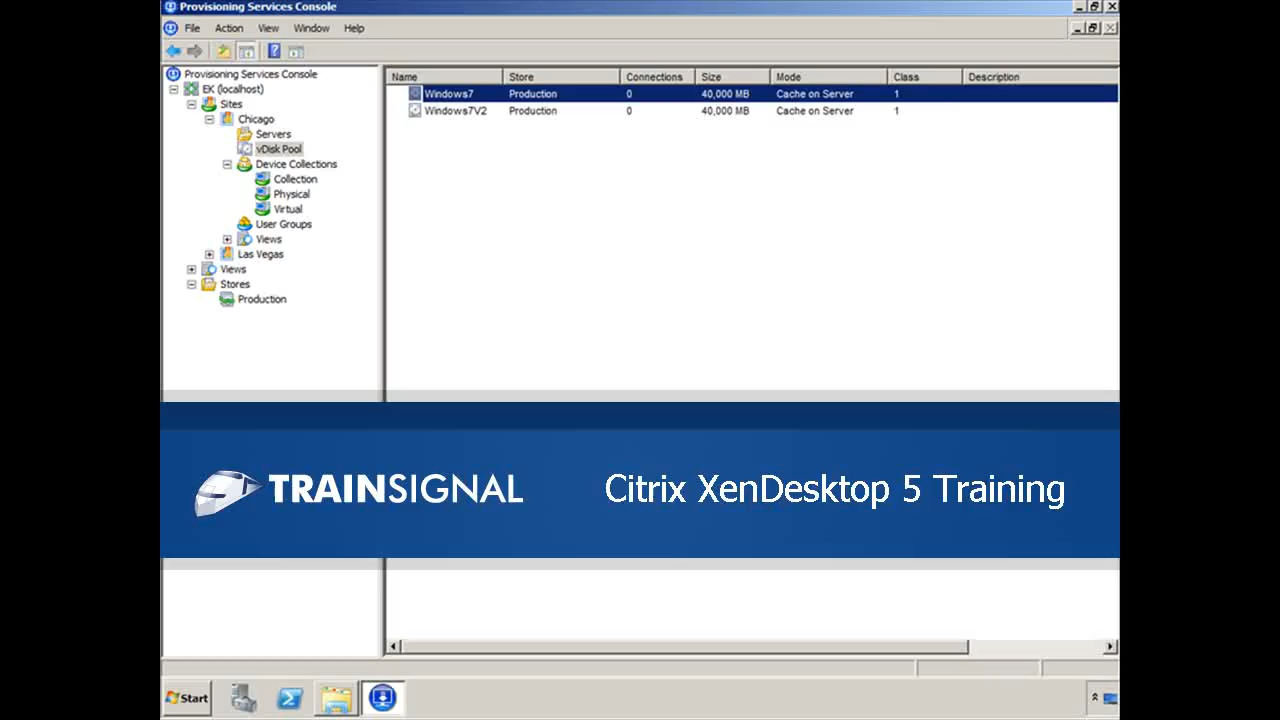 Provisioning Services Console
File Action View Window Help
Provisioning Services Console
EK (localhost)
Sites
Chicago
Servers
vDisk Pool
Device Collections
Collection
Physical
Virtual
User Groups
Views
Las Vegas
Views
Stores
Production
Name Store Connections Size Mode Class Description
Windows7 Production 0 40,000 MB Cache on Server 1
Windows7V2 Production 0 40,000 MB Cache on Server 1
TRAINSIGNAL Citrix XenDesktop 5 Training
Start